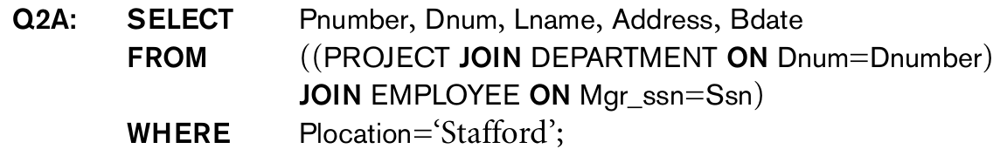 Q2A: SELECT Pnumber, Dnum, Lname, Address, Bdate
FROM ((PROJECT JOIN DEPARTMENT ON Dnum=Dnumber)
JOIN EMPLOYEE ON Mgr_ssn=Ssn)
WHERE Plocation=‘Stafford’;